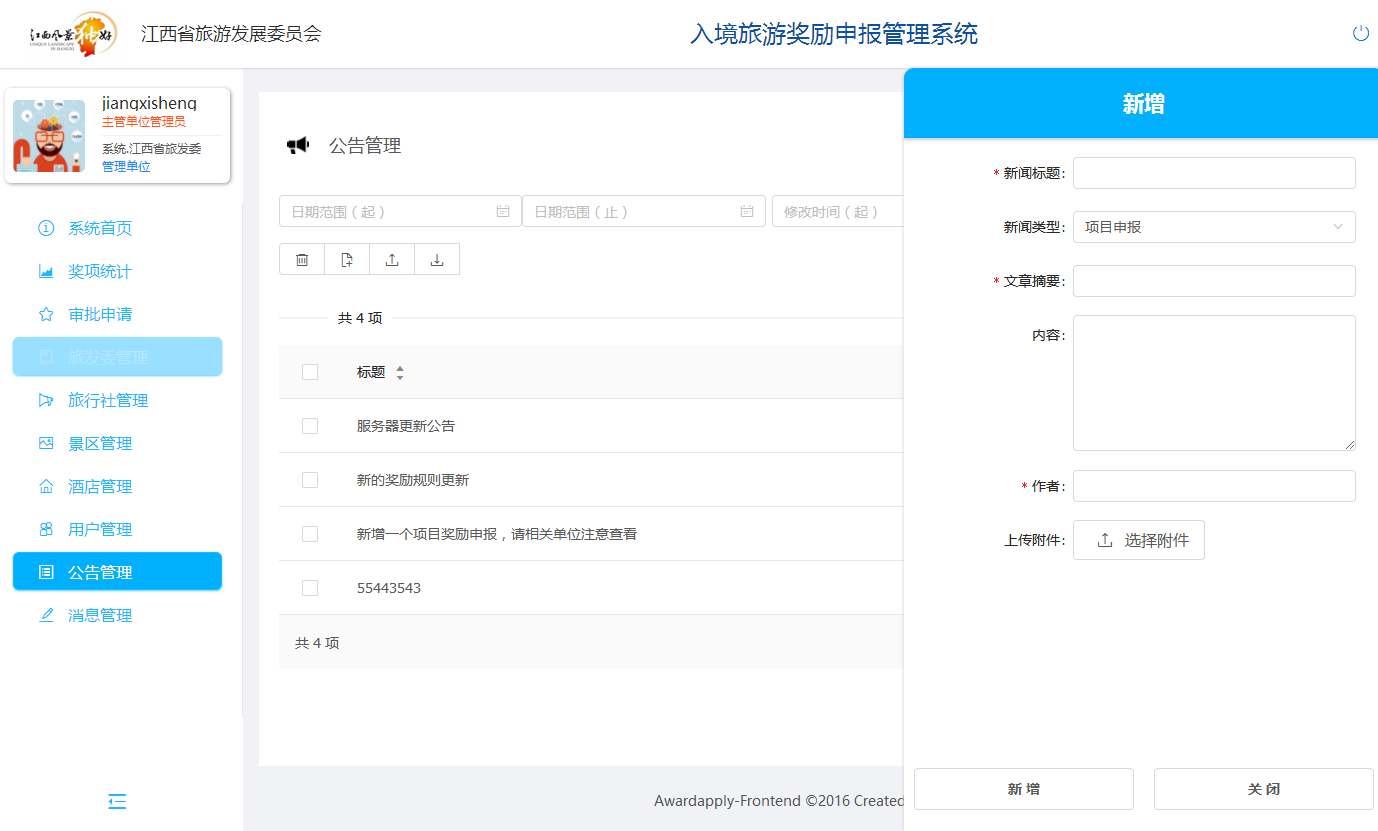 江西风景独好
UNIQUE LANDSCAPE
IN JIANGXI
江西省旅游发展委员会
入境旅游奖励申报管理系统
jiangxisheng
主管单位管理员
系统.江西省旅发委
管理单位
系统首页
奖项统计
审批申请
旅发委管理
旅行社管理
景区管理
酒店管理
用户管理
公告管理
消息管理
公告管理
日期范围（起） 日期范围（止） 修改时间（起）
共 4 项
标题
服务器更新公告
新的奖励规则更新
新增一个项目奖励申报，请相关单位注意查看
55443543
共 4 项
Awardapply-Frontend ©2016 Created
新增
* 新闻标题:
新闻类型: 项目申报
* 文章摘要:
内容:
* 作者:
上传附件: 选择附件
新 增 关 闭